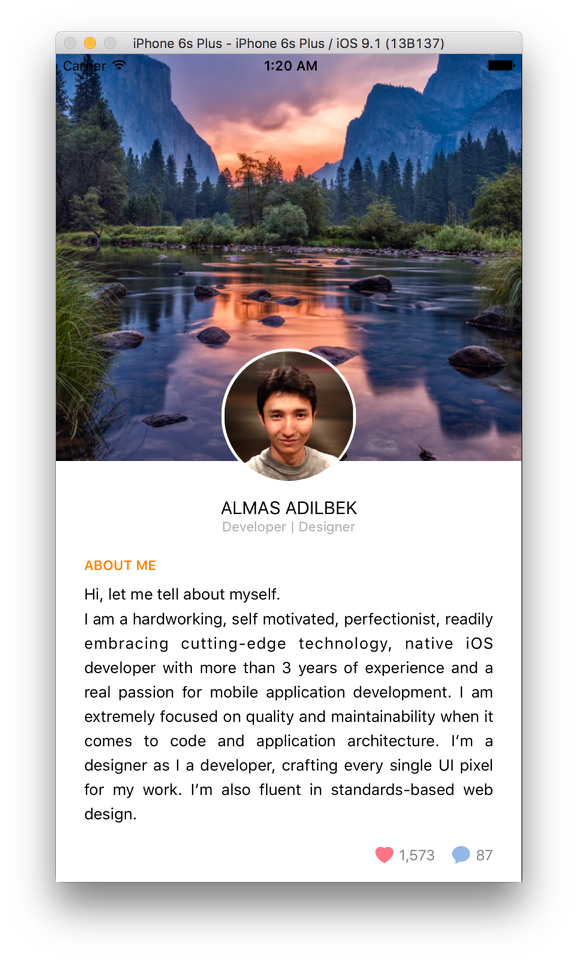 iPhone 6s Plus - iPhone 6s Plus / iOS 9.1 (13B137)
Carrier 1:20 AM
ALMAS ADILBEK
Developer | Designer
ABOUT ME
Hi, let me tell about myself.
I am a hardworking, self motivated, perfectionist, readily
embracing cutting-edge technology, native iOS
developer with more than 3 years of experience and a
real passion for mobile application development. I am
extremely focused on quality and maintainability when it
comes to code and application architecture. I’m a
designer as I a developer, crafting every single UI pixel
for my work. I’m also fluent in standards-based web
design.
1,573 87